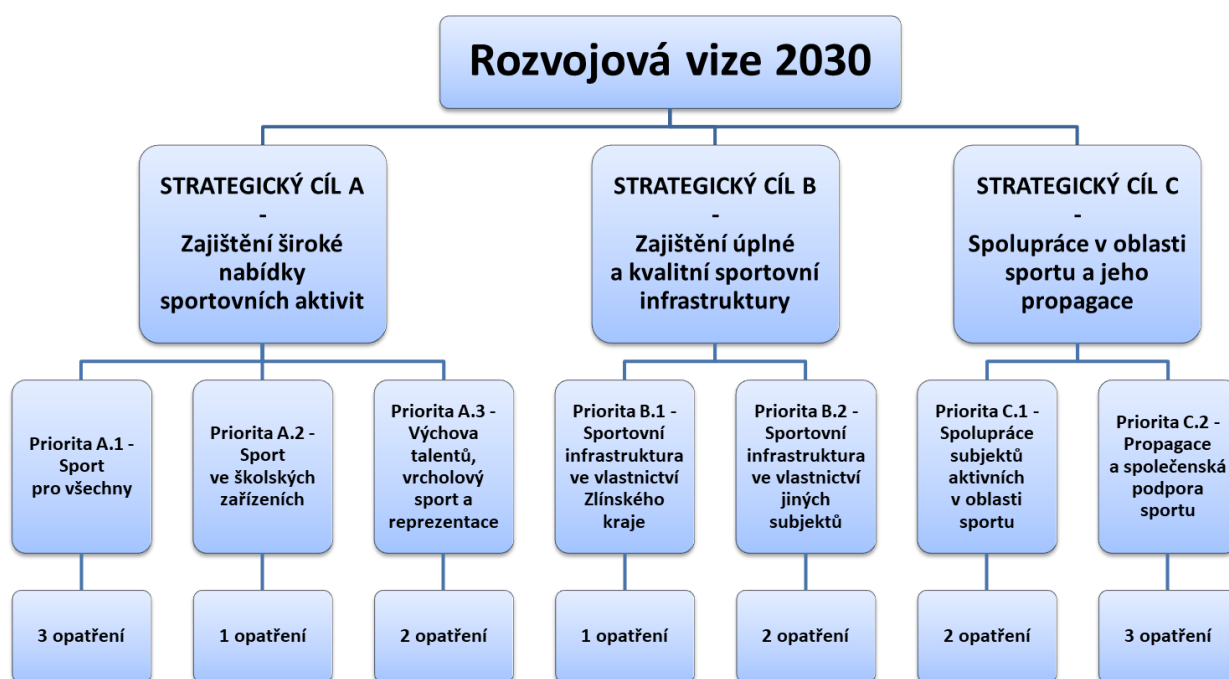 Rozvojová vize 2030
STRATEGICKÝ CÍL A
-
Zajištění široké
nabídky
sportovních aktivit
STRATEGICKÝ CÍL B
-
Zajištění úplné
a kvalitní sportovní
infrastruktury
STRATEGICKÝ CÍL C
-
Spolupráce v oblasti
sportu a jeho
propagace
Priorita A.1 -
Sport
pro všechny
Priorita A.2 -
Sport
ve školských
zařízeních
Priorita A.3 -
Výchova
talentů,
vrcholový
sport a
reprezentace
Priorita B.1 -
Sportovní
infrastruktura
ve vlastnictví
Zlínského
kraje
Priorita B.2 -
Sportovní
infrastruktura
ve vlastnictví
jiných
subjektů
Priorita C.1 -
Spolupráce
subjektů
aktivních
v oblasti
sportu
Priorita C.2 -
Propagace
a společenská
podpora
sportu
3 opatření
1 opatření
2 opatření
1 opatření
2 opatření
2 opatření
3 opatření